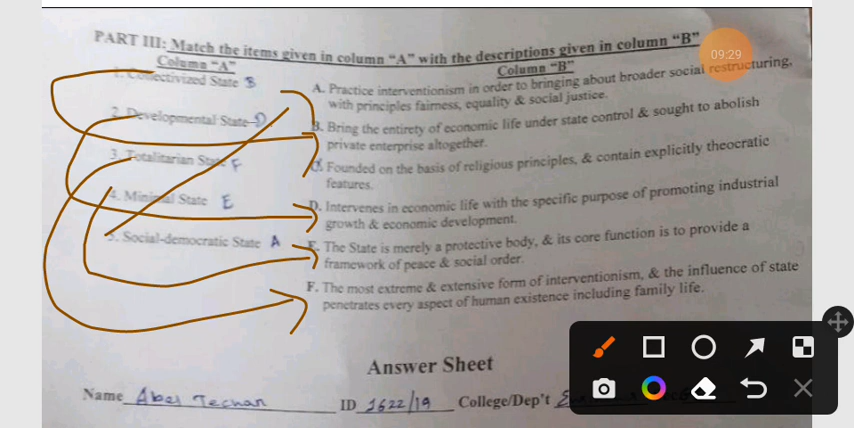 PART III: Match the items given in column “A” with the descriptions given in column “B”
09:29
Column “A”
Column “B”
1. Collectivized State B
A. Practice interventionism in order to bringing about broader social restructuring,
with principles fairness, equality & social justice.
2. Developmental State D
B. Bring the entirety of economic life under state control & sought to abolish
private enterprise altogether.
3. Totalitarian State F
C. Founded on the basis of religious principles, & contain explicitly theocratic
features.
4. Minimal State E
D. Intervenes in economic life with the specific purpose of promoting industrial
growth & economic development.
5. Social-democratic State A
E. The State is merely a protective body, & its core function is to provide a
framework of peace & social order.
F. The most extreme & extensive form of interventionism, & the influence of state
penetrates every aspect of human existence including family life.
Answer Sheet
Name Abel ID 1622/19 College/Dep't